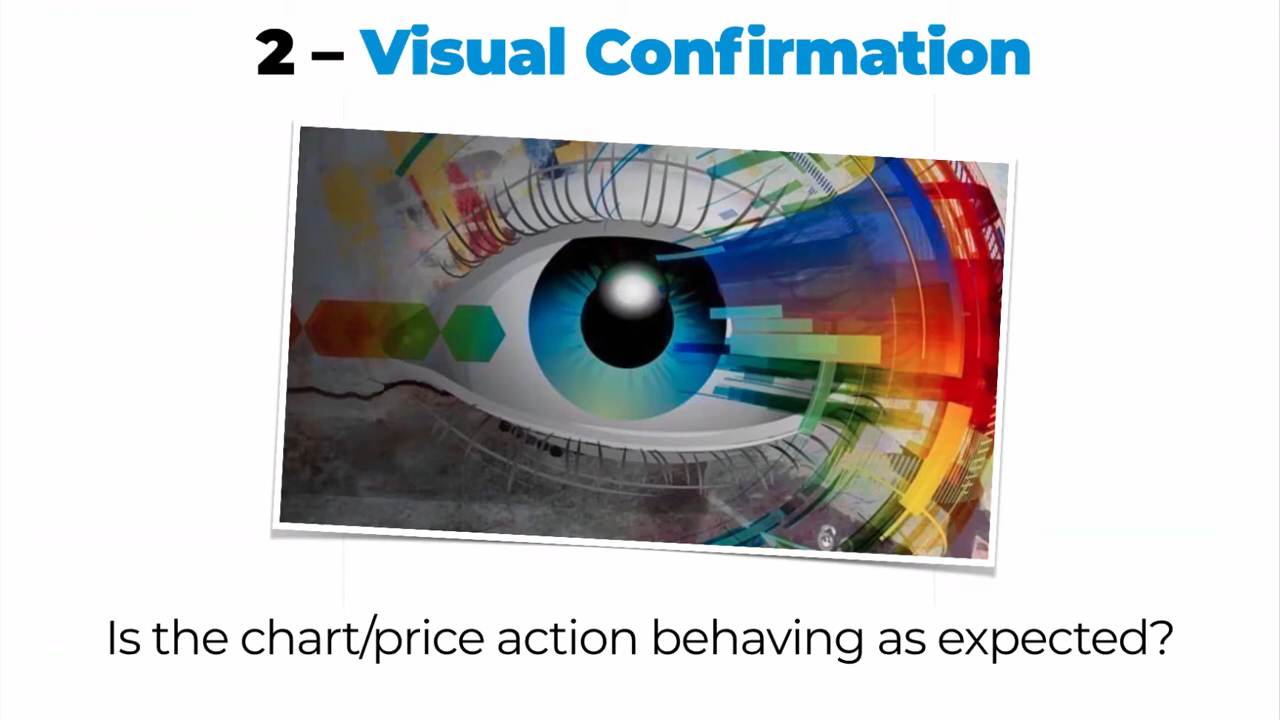 2 – Visual Confirmation
Is the chart/price action behaving as expected?